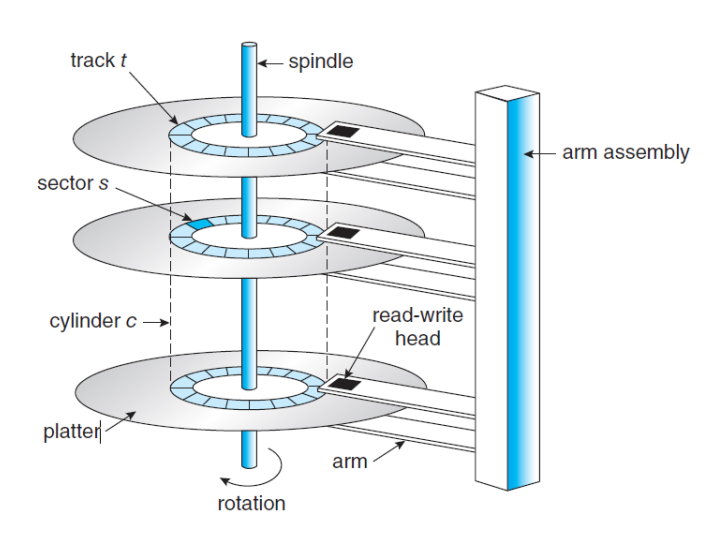 track t
spindle
arm assembly
sector s
cylinder c
read-write
head
platter
arm
rotation